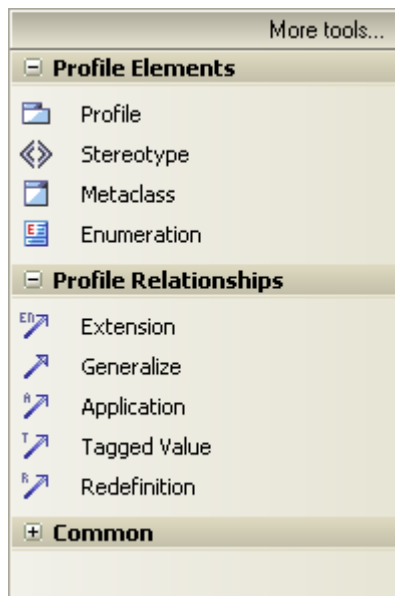 More tools...
Profile Elements
Profile
Stereotype
Metaclass
Enumeration
Profile Relationships
Extension
Generalize
Application
Tagged Value
Redefinition
Common